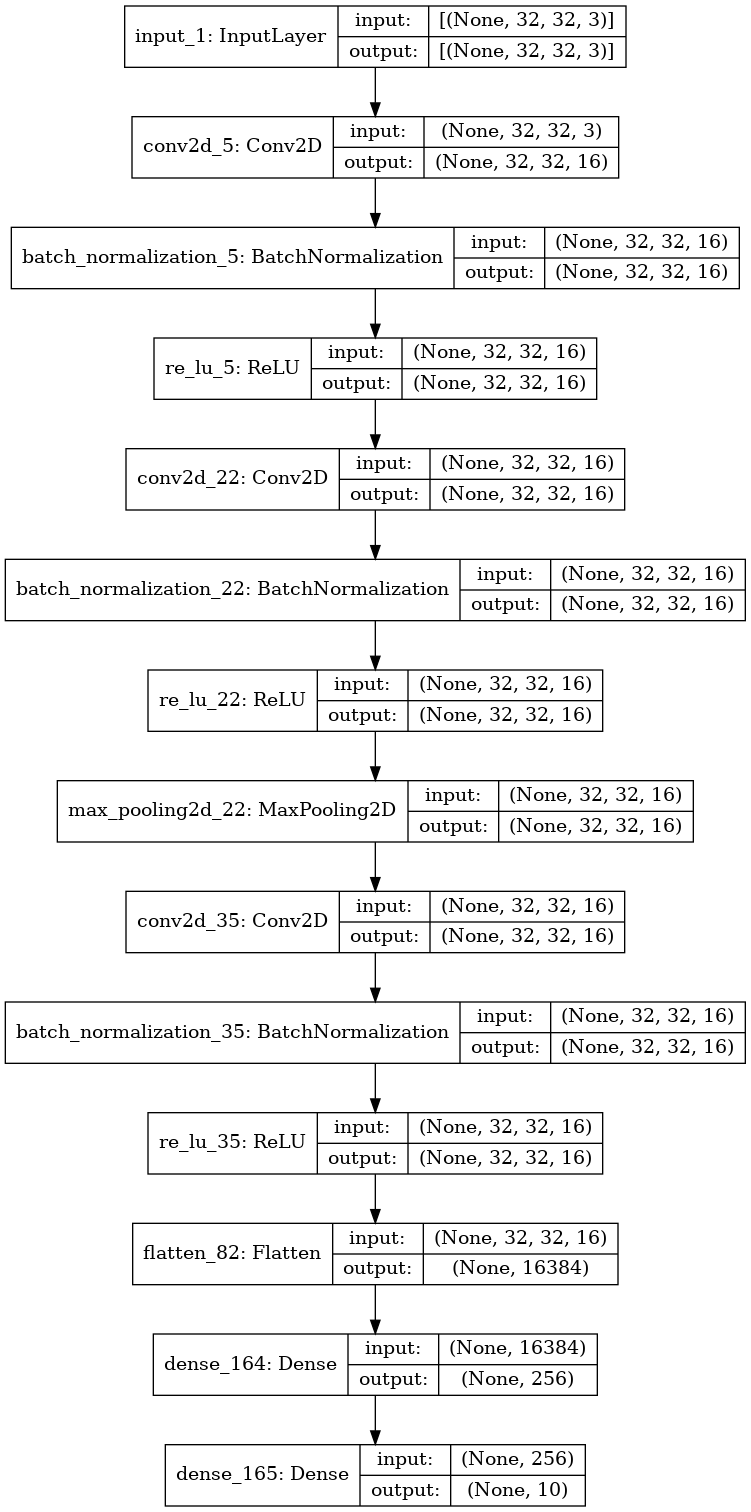 input_1: InputLayer
input: [(None, 32, 32, 3)]
output: [(None, 32, 32, 3)]
conv2d_5: Conv2D
input: (None, 32, 32, 3)
output: (None, 32, 32, 16)
batch_normalization_5: BatchNormalization
input: (None, 32, 32, 16)
output: (None, 32, 32, 16)
re_lu_5: ReLU
input: (None, 32, 32, 16)
output: (None, 32, 32, 16)
conv2d_22: Conv2D
input: (None, 32, 32, 16)
output: (None, 32, 32, 16)
batch_normalization_22: BatchNormalization
input: (None, 32, 32, 16)
output: (None, 32, 32, 16)
re_lu_22: ReLU
input: (None, 32, 32, 16)
output: (None, 32, 32, 16)
max_pooling2d_22: MaxPooling2D
input: (None, 32, 32, 16)
output: (None, 32, 32, 16)
conv2d_35: Conv2D
input: (None, 32, 32, 16)
output: (None, 32, 32, 16)
batch_normalization_35: BatchNormalization
input: (None, 32, 32, 16)
output: (None, 32, 32, 16)
re_lu_35: ReLU
input: (None, 32, 32, 16)
output: (None, 32, 32, 16)
flatten_82: Flatten
input: (None, 32, 32, 16)
output: (None, 16384)
dense_164: Dense
input: (None, 16384)
output: (None, 256)
dense_165: Dense
input: (None, 256)
output: (None, 10)